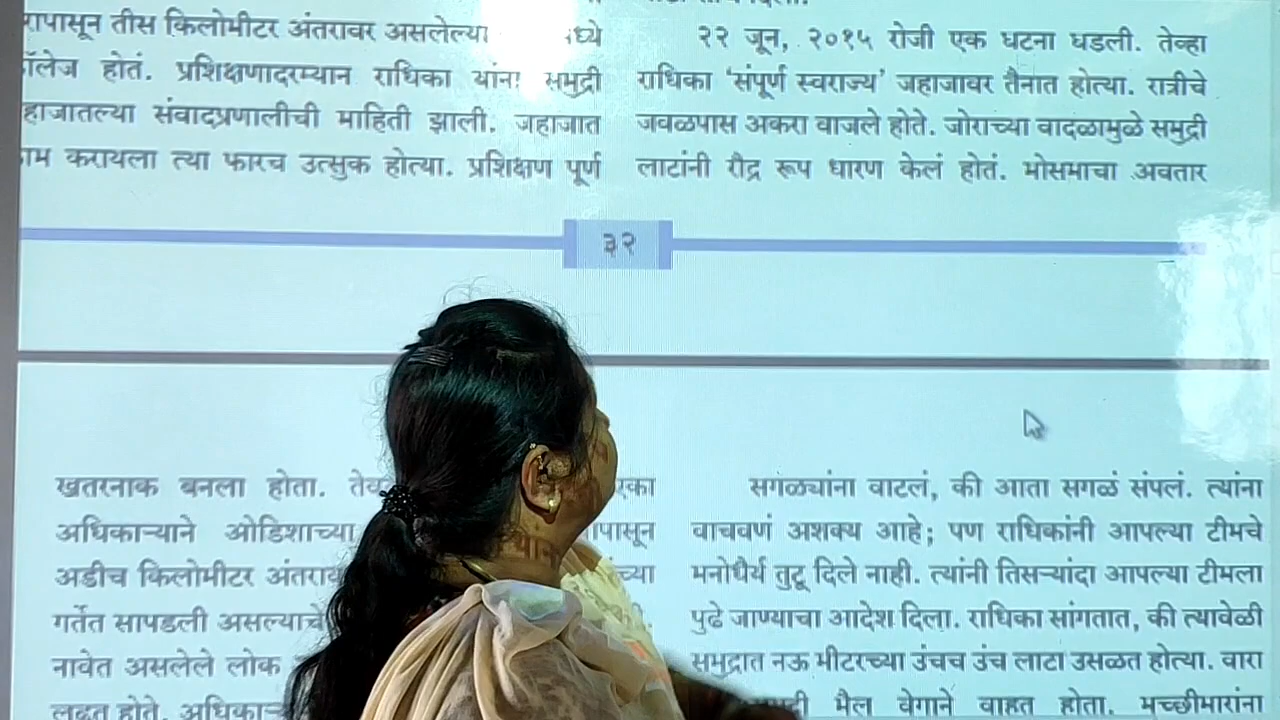 तीस किलोमीटर अंतरावर असलेल्या
होतं. प्रशिक्षणादरम्यान राधिका यांना समुद्री
संवादप्रणालीची माहिती झाली. जहाजात
करायला त्या फारच उत्सुक होत्या. प्रशिक्षण पूर्ण
२२ जून, २०१५ रोजी एक घटना घडली. तेव्हा
राधिका ‘संपूर्ण स्वराज्य’ जहाजावर तैनात होत्या. रात्रीचे
जवळपास अकरा वाजले होते. जोराच्या वादळामुळे समुद्री
लाटांनी रौद्र रूप धारण केलं होतं. मोसमाचा अवतार
३२
खतरनाक बनला होता.
अधिकाऱ्याने ओडिशाच्या
अडीच किलोमीटर
गर्तेत सापडली असल्याचे
नावेत असलेले लोक
लढत होते.
सगळ्यांना वाटलं, की आता सगळं संपलं. त्यांना
वाचवणं अशक्य आहे; पण राधिकांनी आपल्या टीमचे
मनोधैर्य तुटू दिले नाही. त्यांनी तिसऱ्यांदा आपल्या टीमला
पुढे जाण्याचा आदेश दिला. राधिका सांगतात, की त्यावेळी
समुद्रात नऊ मीटरच्या उंचच उंच लाटा उसळत होत्या. वारा
मैल वेगाने वाहत होता. मच्छीमारांना